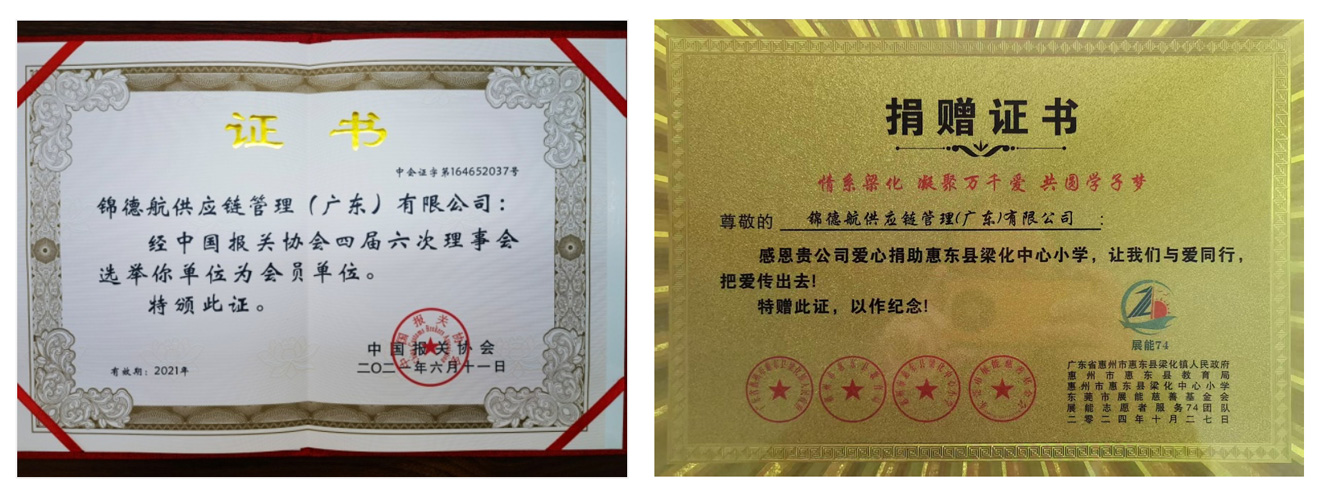 证 书
中会证字第164652037号
锦德航供应链管理（广东）有限公司：
经中国报关协会四届六次理事会
选举你单位为会员单位。
特颁此证。
中国报关协会
二〇二一年六月十一日
有效期：2021年
捐赠证书
情系梁化 凝聚万千爱 共圆学子梦
尊敬的 锦德航供应链管理(广东)有限公司 ：
感恩贵公司爱心捐助惠东县梁化中心小学，让我们与爱同行，
把爱传出去!
特赠此证，以作纪念!
展能74
广东省惠州市惠东县梁化镇人民政府
惠州市惠东县教育局
惠州市惠东县梁化中心小学
东莞市展能慈善基金会
展能志愿者服务74团队
二零二四年十月二七日